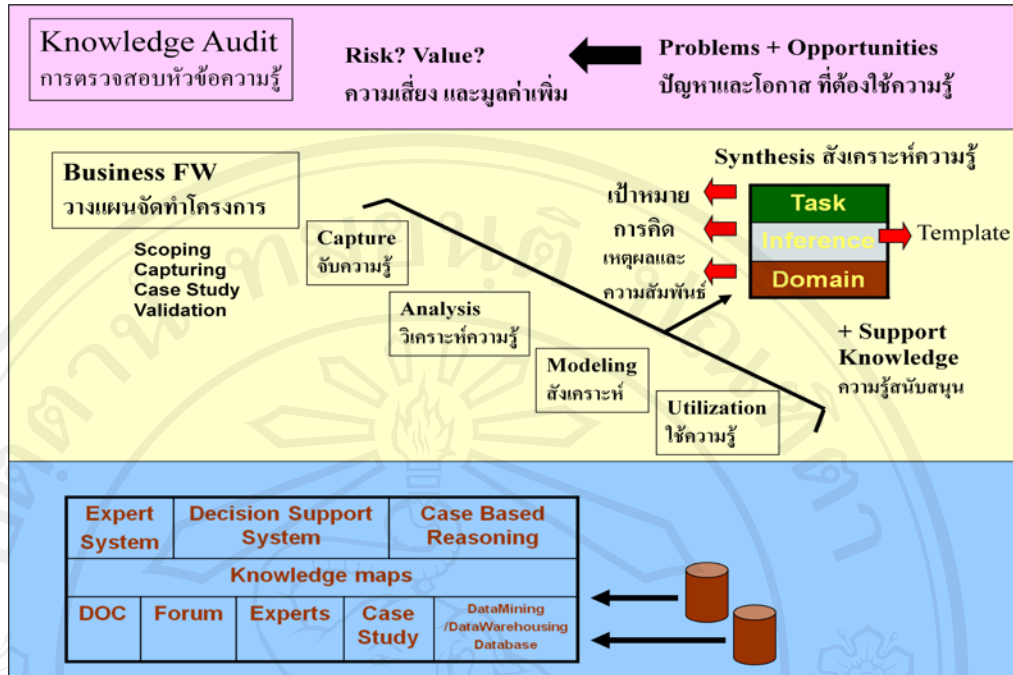 Knowledge Audit
การตรวจสอบหัวข้อความรู้
Risk? Value?
ความเสี่ยง และมูลค่าเพิ่ม
Problems + Opportunities
ปัญหาและโอกาส ที่ต้องใช้ความรู้
Business FW
วางแผนจัดทำโครงการ
Scoping
Capturing
Case Study
Validation
Capture
จับความรู้
Analysis
วิเคราะห์ความรู้
Modeling
สังเคราะห์
Utilization
ใช้ความรู้
Synthesis สังเคราะห์ความรู้
เป้าหมาย
การคิด
เหตุผลและ
ความสัมพันธ์
Task
Inference
Domain
Template
+ Support
Knowledge
ความรู้สนับสนุน
Expert
System
Decision Support
System
Case Based
Reasoning
Knowledge maps
DOC
Forum
Experts
Case
Study
DataMining
/DataWarehousing
Database